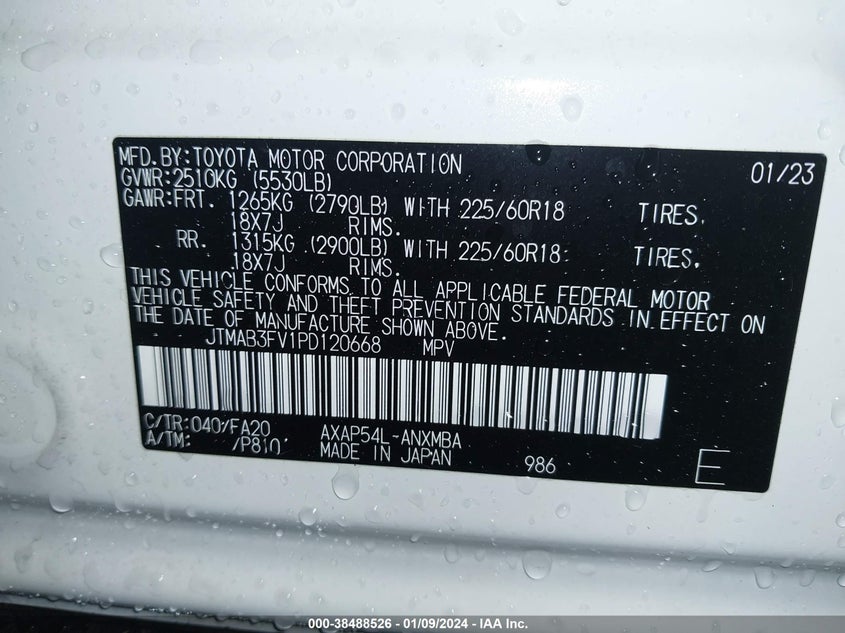 MFD.BY:TOYOTA MOTOR CORPORATION 01/23
GVWR:2510KG (5530LB)
GAWR:FRT. 1265KG (2790LB) WITH 225/60R18 TIRES,
18X7J RIMS.
RR. 1315KG (2900LB) WITH 225/60R18 TIRES,
18X7J RIMS.
THIS VEHICLE CONFORMS TO ALL APPLICABLE FEDERAL MOTOR
VEHICLE SAFETY AND THEFT PREVENTION STANDARDS IN EFFECT ON
THE DATE OF MANUFACTURE SHOWN ABOVE.
JTMAB3FV1PD120668 MPV
C/TR:040/FA20 AXAP54L-ANXMBA
A/TM: /P810 MADE IN JAPAN 986 E
000-38488526 - 01/09/2024 - IAA Inc.